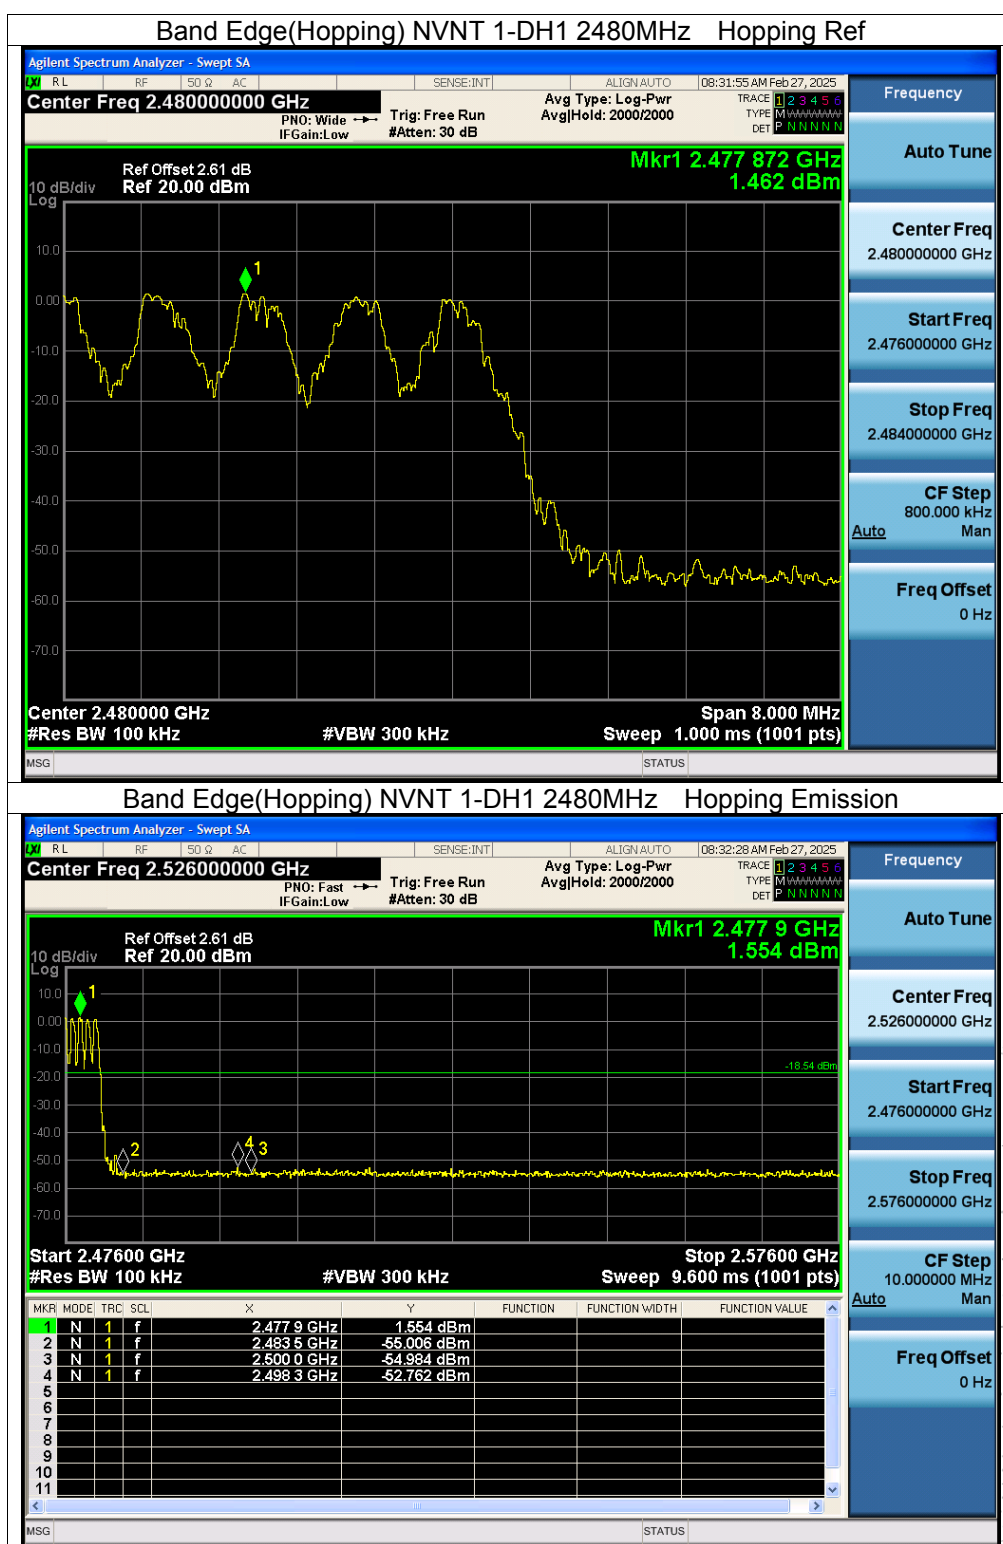 Band Edge(Hopping) NVNT 1-DH1 2480MHz Hopping Ref
Agilent Spectrum Analyzer - Swept SA
LXI RL RF 50 Ω AC SENSE:INT ALIGN AUTO 08:31:55 AM Feb 27, 2025
Center Freq 2.480000000 GHz
PNO: Wide
IFGain:Low
Trig: Free Run
#Atten: 30 dB
Avg Type: Log-Pwr
Avg|Hold: 2000/2000
TRACE 1 2 3 4 5 6
TYPE M
DET P N N N N N
Ref Offset 2.61 dB
10 dB/div Ref 20.00 dBm
Log
Mkr1 2.477 872 GHz
1.462 dBm
10.0
1
0.00
-10.0
-20.0
-30.0
-40.0
-50.0
-60.0
-70.0
Center 2.480000 GHz Span 8.000 MHz
#Res BW 100 kHz #VBW 300 kHz Sweep 1.000 ms (1001 pts)
MSG STATUS
Frequency
Auto Tune
Center Freq
2.480000000 GHz
Start Freq
2.476000000 GHz
Stop Freq
2.484000000 GHz
CF Step
800.000 kHz
Auto Man
Freq Offset
0 Hz
Band Edge(Hopping) NVNT 1-DH1 2480MHz Hopping Emission
Agilent Spectrum Analyzer - Swept SA
LXI RL RF 50 Ω AC SENSE:INT ALIGN AUTO 08:32:28 AM Feb 27, 2025
Center Freq 2.526000000 GHz
PNO: Fast
IFGain:Low
Trig: Free Run
#Atten: 30 dB
Avg Type: Log-Pwr
Avg|Hold: 2000/2000
TRACE 1 2 3 4 5 6
TYPE M
DET P N N N N N
Ref Offset 2.61 dB
10 dB/div Ref 20.00 dBm
Log
Mkr1 2.477 9 GHz
1.554 dBm
10.0
1
0.00
-10.0
-18.54 dBm
-20.0
-30.0
-40.0
2 4 3
-50.0
-60.0
-70.0
Start 2.47600 GHz Stop 2.57600 GHz
#Res BW 100 kHz #VBW 300 kHz Sweep 9.600 ms (1001 pts)
MKR MODE TRC SCL X Y FUNCTION FUNCTION WIDTH FUNCTION VALUE
1 N 1 f 2.477 9 GHz 1.554 dBm
2 N 1 f 2.483 5 GHz -55.006 dBm
3 N 1 f 2.500 0 GHz -54.984 dBm
4 N 1 f 2.498 3 GHz -52.762 dBm
5
6
7
8
9
10
11
MSG STATUS
Frequency
Auto Tune
Center Freq
2.526000000 GHz
Start Freq
2.476000000 GHz
Stop Freq
2.576000000 GHz
CF Step
10.000000 MHz
Auto Man
Freq Offset
0 Hz